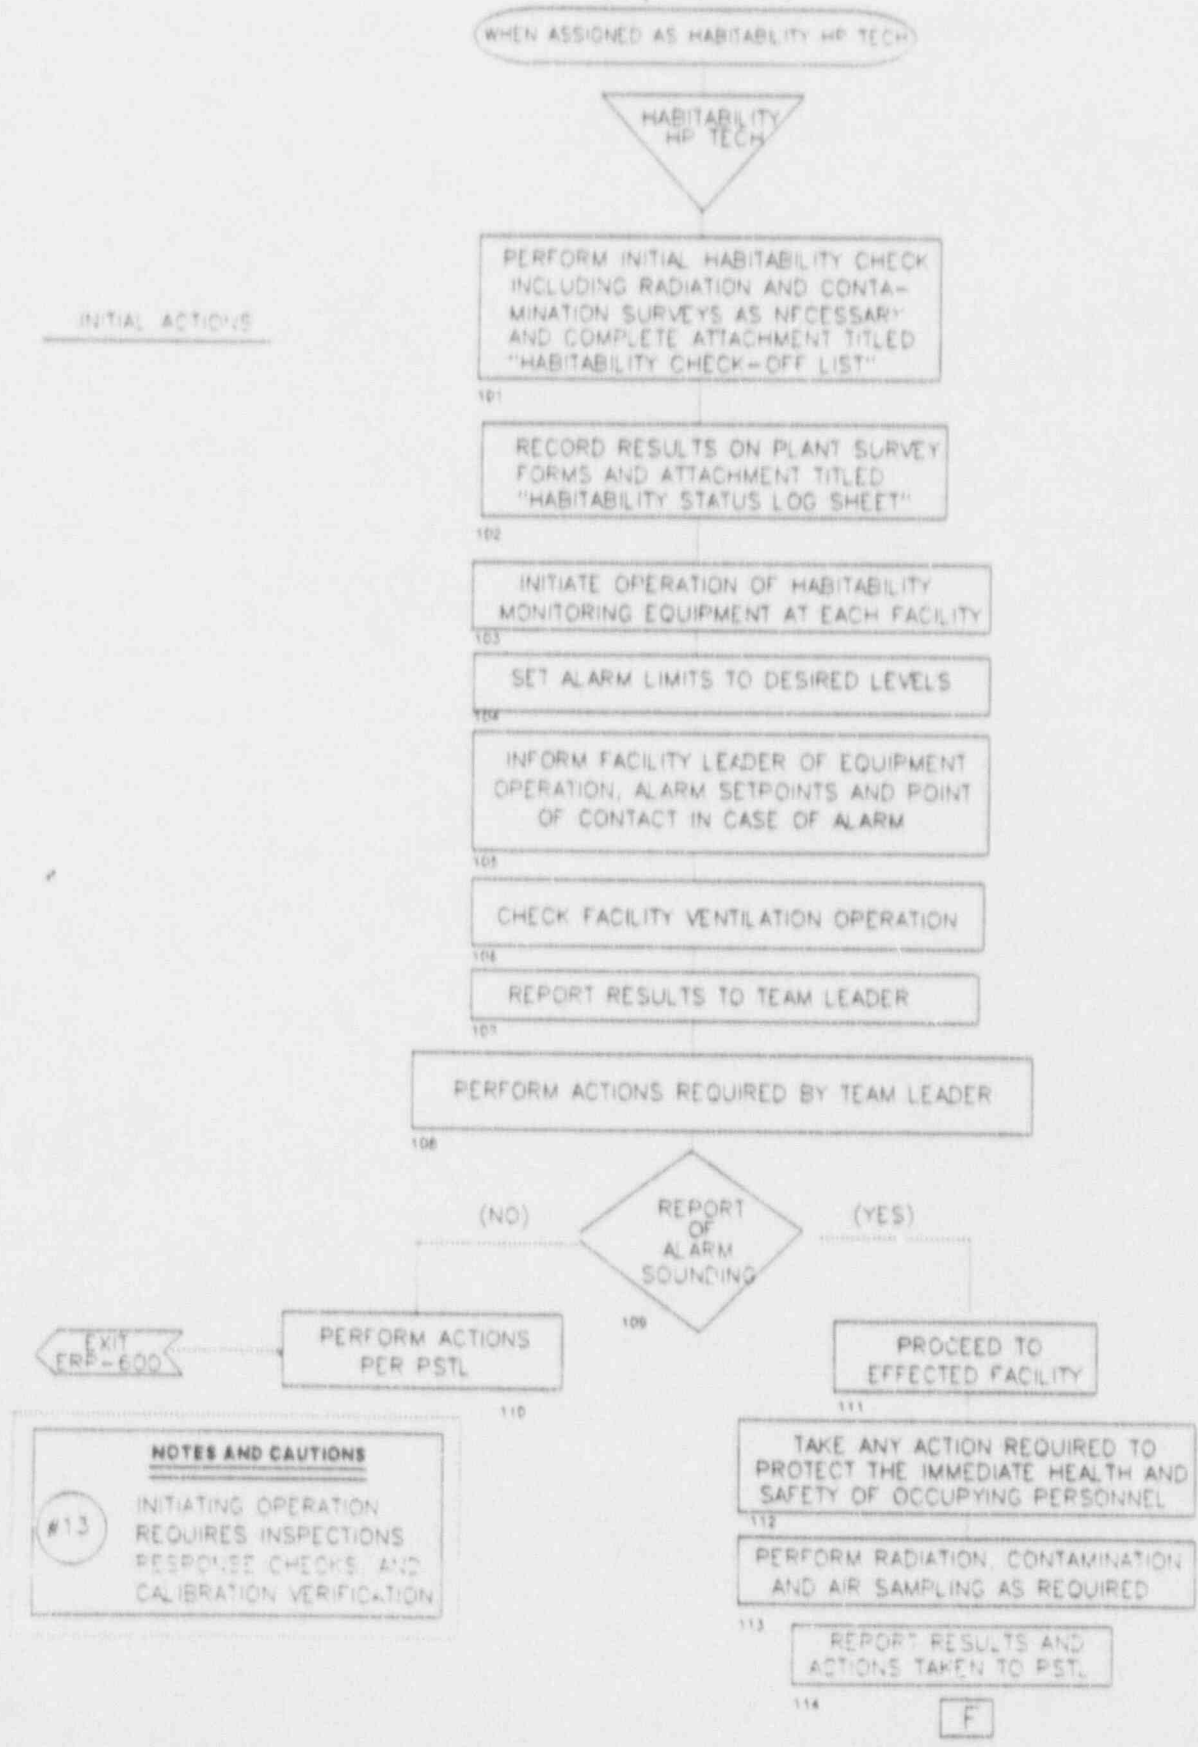 WHEN ASSIGNED AS HABITABILITY HP TECH
HABITABILITY
HP TECH
INITIAL ACTIONS
PERFORM INITIAL HABITABILITY CHECK
INCLUDING RADIATION AND CONTA-
MINATION SURVEYS AS NECESSARY
AND COMPLETE ATTACHMENT TITLED
"HABITABILITY CHECK-OFF LIST"
101
RECORD RESULTS ON PLANT SURVEY
FORMS AND ATTACHMENT TITLED
"HABITABILITY STATUS LOG SHEET"
102
INITIATE OPERATION OF HABITABILITY
MONITORING EQUIPMENT AT EACH FACILITY
103
SET ALARM LIMITS TO DESIRED LEVELS
104
INFORM FACILITY LEADER OF EQUIPMENT
OPERATION, ALARM SETPOINTS AND POINT
OF CONTACT IN CASE OF ALARM
105
CHECK FACILITY VENTILATION OPERATION
106
REPORT RESULTS TO TEAM LEADER
107
PERFORM ACTIONS REQUIRED BY TEAM LEADER
108
(NO)
REPORT
OF
ALARM
SOUNDING
(YES)
109
EXIT
ERP-600
PERFORM ACTIONS
PER PSTL
110
PROCEED TO
EFFECTED FACILITY
111
NOTES AND CAUTIONS
#13
INITIATING OPERATION
REQUIRES INSPECTIONS
RESPONSE CHECKS, AND
CALIBRATION VERIFICATION
TAKE ANY ACTION REQUIRED TO
PROTECT THE IMMEDIATE HEALTH AND
SAFETY OF OCCUPYING PERSONNEL
112
PERFORM RADIATION, CONTAMINATION
AND AIR SAMPLING AS REQUIRED
113
REPORT RESULTS AND
ACTIONS TAKEN TO PSTL
114
F